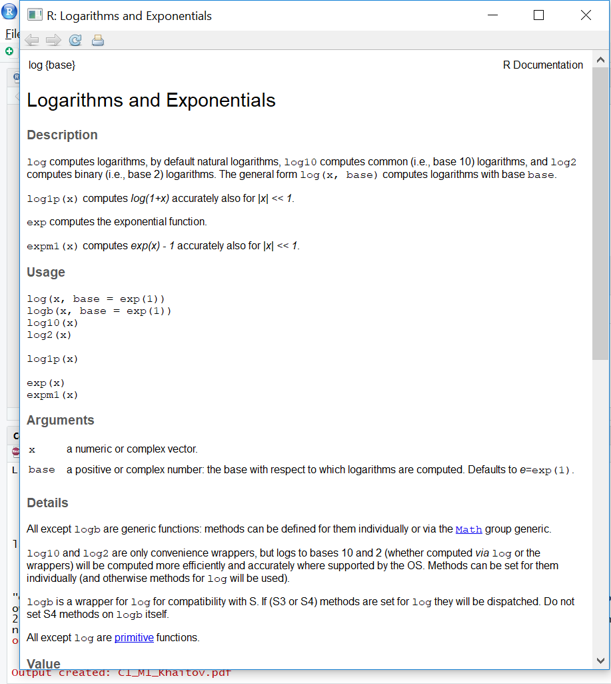 R: Logarithms and Exponentials
File
log {base}
R Documentation
Logarithms and Exponentials
Description
log computes logarithms, by default natural logarithms, log10 computes common (i.e., base 10) logarithms, and log2
computes binary (i.e., base 2) logarithms. The general form log(x, base) computes logarithms with base base.
log1p(x) computes log(1+x) accurately also for |x| << 1.
exp computes the exponential function.
expm1(x) computes exp(x) - 1 accurately also for |x| << 1.
Usage
log(x, base = exp(1))
logb(x, base = exp(1))
log10(x)
log2(x)
log1p(x)
exp(x)
expm1(x)
Arguments
x a numeric or complex vector.
base a positive or complex number: the base with respect to which logarithms are computed. Defaults to e=exp(1).
Details
All except logb are generic functions: methods can be defined for them individually or via the Math group generic.
log10 and log2 are only convenience wrappers, but logs to bases 10 and 2 (whether computed via log or the
wrappers) will be computed more efficiently and accurately where supported by the OS. Methods can be set for them
individually (and otherwise methods for log will be used).
logb is a wrapper for log for compatibility with S. If (S3 or S4) methods are set for log they will be dispatched. Do not
set S4 methods on logb itself.
All except log are primitive functions.
Value
Output created: CI_MI_Khaitov.pdf